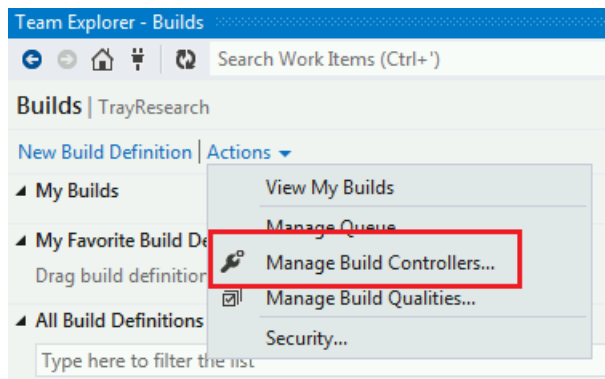 Team Explorer - Builds
Search Work Items (Ctrl+')
Builds | TrayResearch
New Build Definition | Actions
My Builds
View My Builds
Manage Queue
My Favorite Build De
Manage Build Controllers...
Drag build definition
Manage Build Qualities...
All Build Definitions
Security...
Type here to filter the list